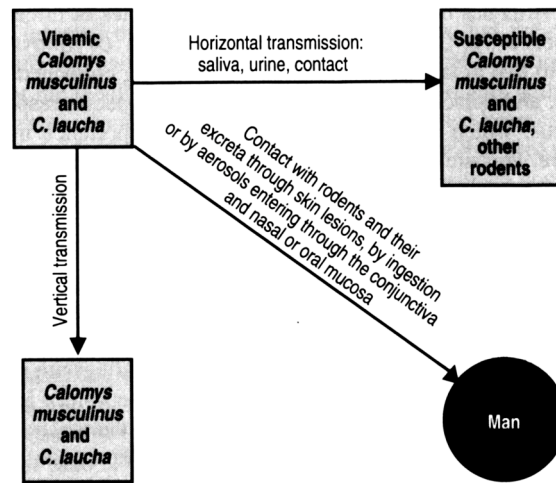 Viremic
Calomys
musculinus
and
C. laucha
Horizontal transmission:
saliva, urine, contact
Susceptible
Calomys
musculinus
and
C. laucha;
other
rodents
Contact with rodents and their
excreta through skin lesions, by ingestion
or by aerosols entering through the conjunctiva
and nasal or oral mucosa
Vertical transmission
Calomys
musculinus
and
C. laucha
Man